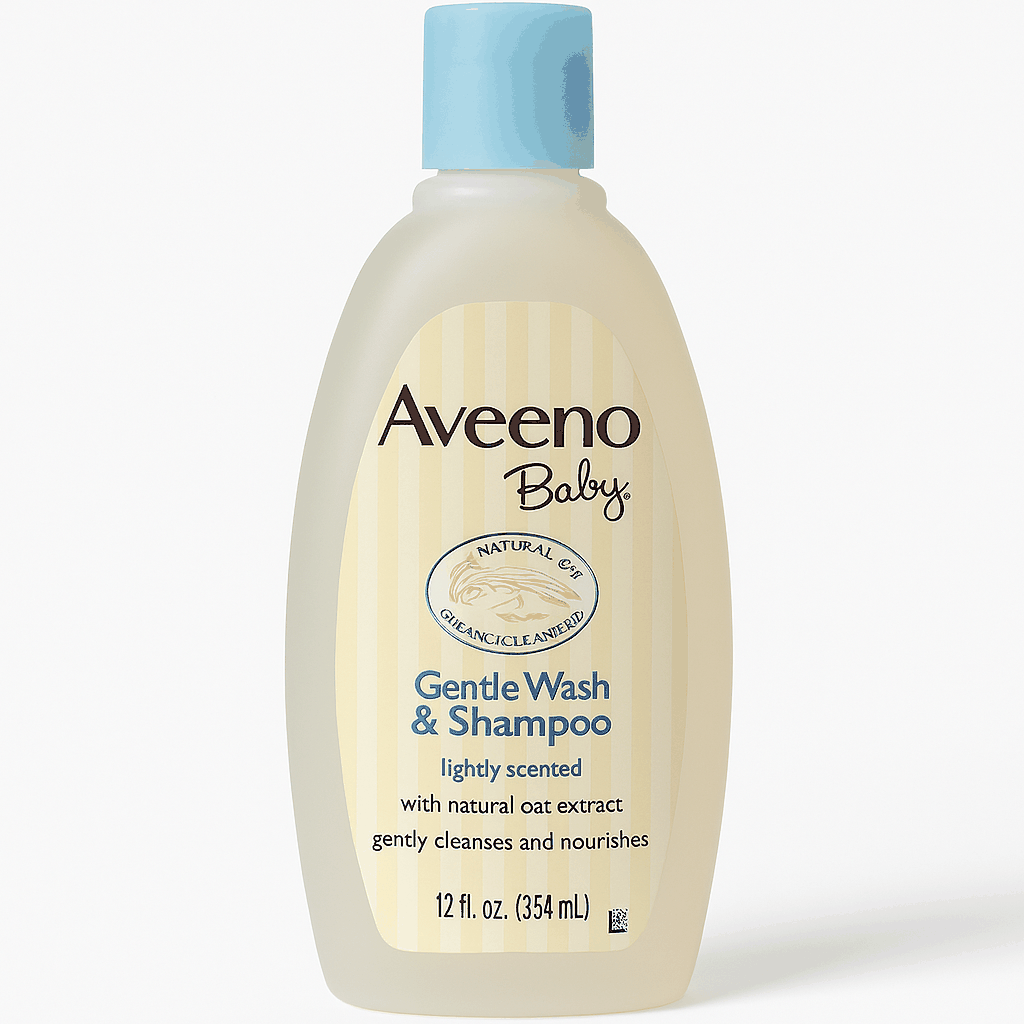 Aveeno
Baby®
NATURAL
Gentle Wash
& Shampoo
lightly scented
with natural oat extract
gently cleanses and nourishes
12 fl. oz. (354 mL)